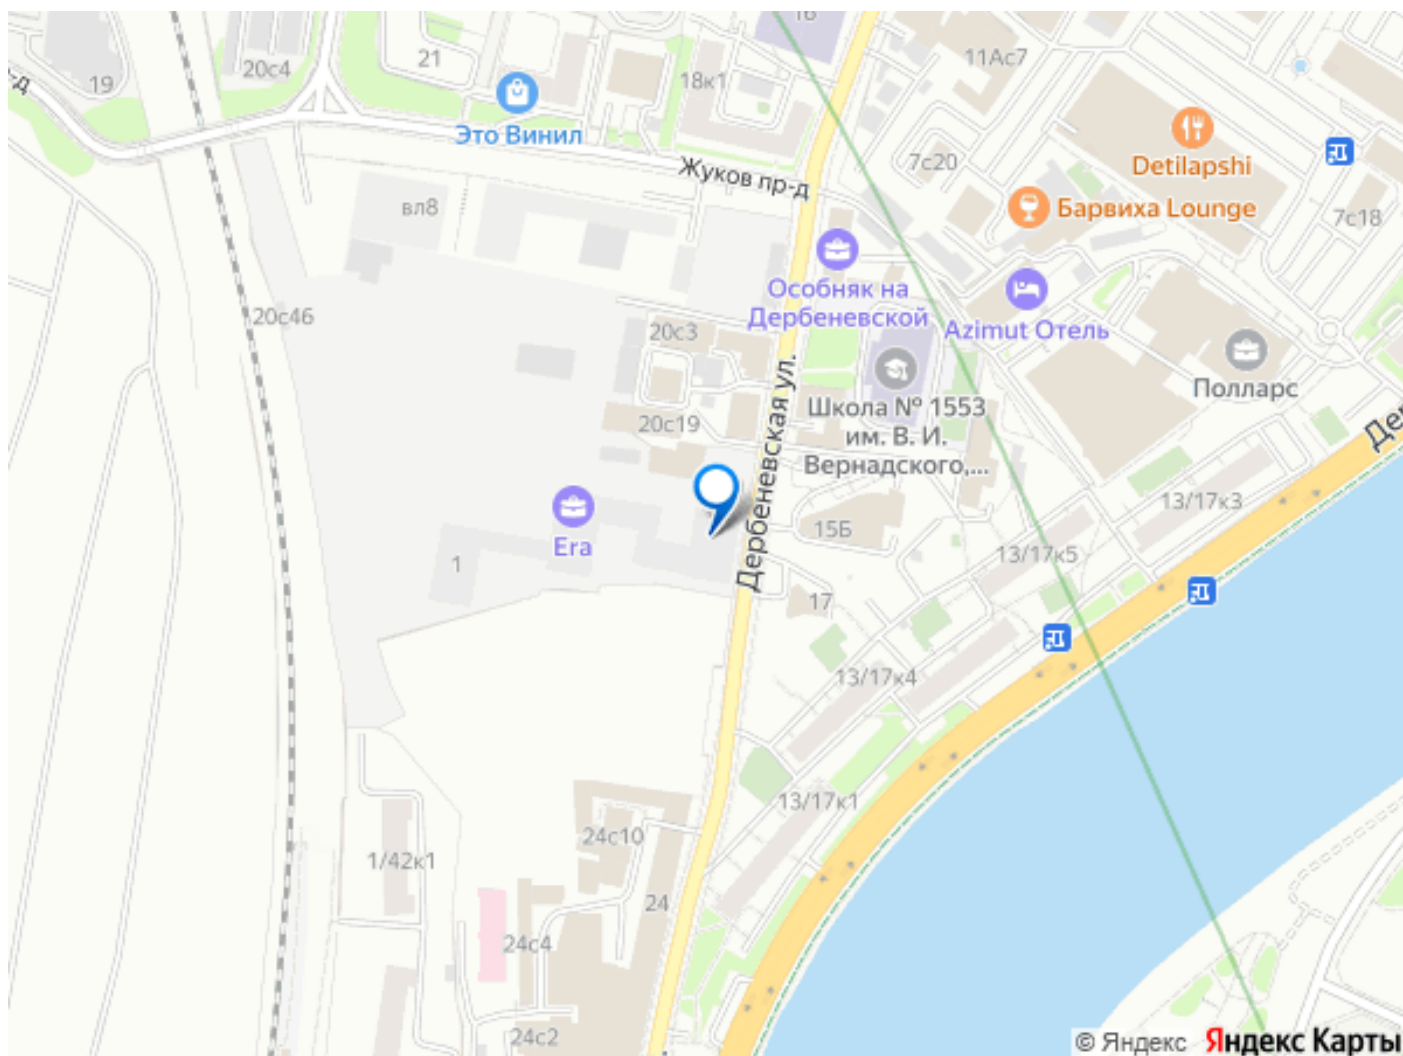 16
21
20с4
19
-д
11Ас7
18к1
Это Винил
Detilapshi
7с20
Жуков пр-д
вл8
Барвиха Lounge
7с18
Особняк на
Дербеневской
20с46
20с3
Azimut Отель
Полларс
Школа № 1553
им. В. И.
Вернадского,...
20с19
Дербеневская ул.
Дер
13/17к3
15Б
Era
13/17к5
1
17
13/17к4
13/17к1
24с10
1/42к1
24
24с4
24с2
© Яндекс
Яндекс Карты